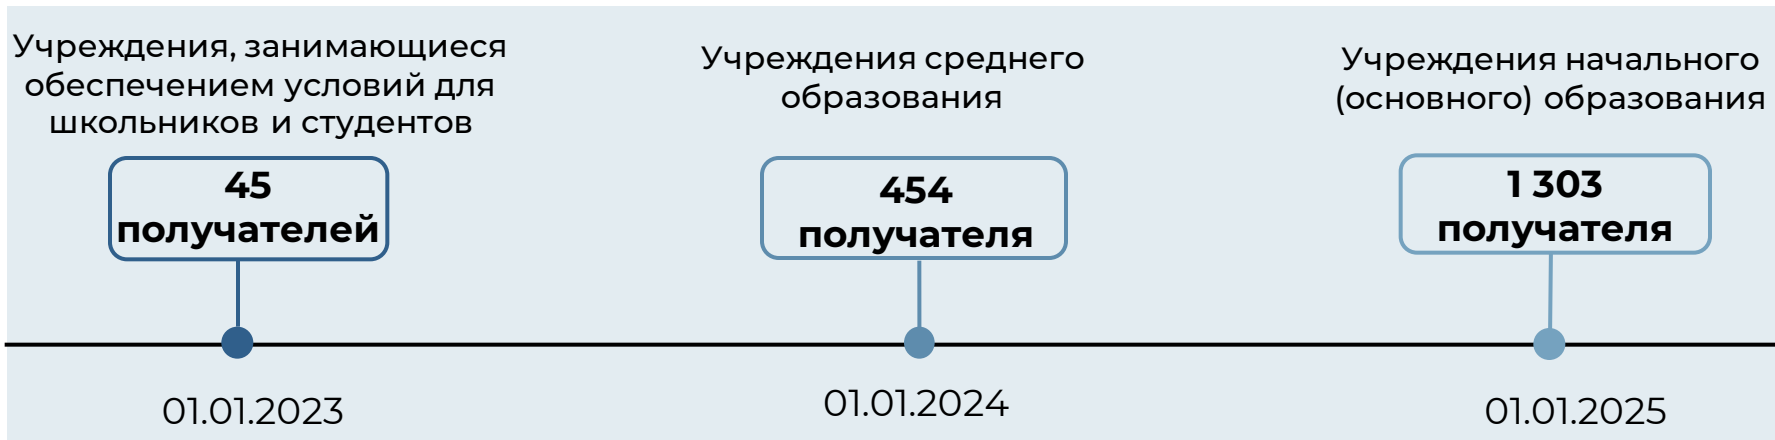 Учреждения, занимающиеся
обеспечением условий для
школьников и студентов
45
получателей
01.01.2023
Учреждения среднего
образования
454
получателя
01.01.2024
Учреждения начального
(основного) образования
1 303
получателя
01.01.2025